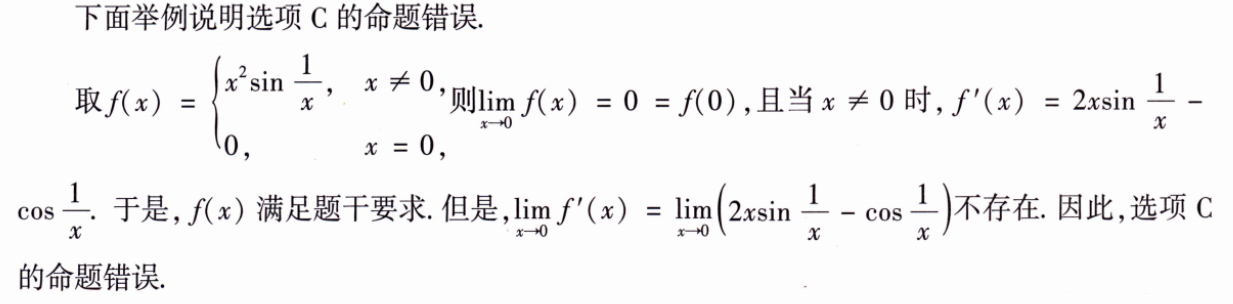 下面举例说明选项 C 的命题错误.
取 f(x) = { x² sin 1/x, x ≠ 0, 0, x = 0, 则 lim_{x→0} f(x) = 0 = f(0), 且当 x ≠ 0 时, f′(x) = 2x sin 1/x −
cos 1/x. 于是, f(x) 满足题干要求. 但是, lim_{x→0} f′(x) = lim_{x→0} (2x sin 1/x − cos 1/x) 不存在. 因此, 选项 C
的命题错误.